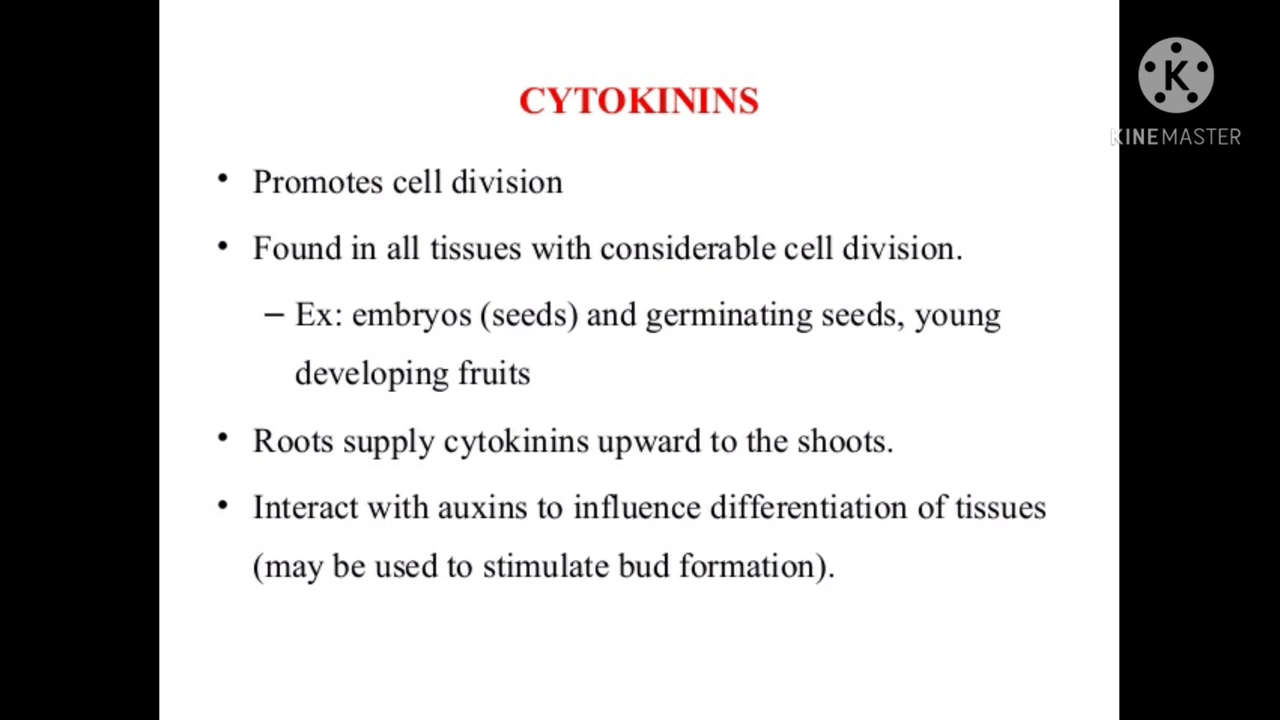 CYTOKININS
K
KINEMASTER
• Promotes cell division
• Found in all tissues with considerable cell division.
– Ex: embryos (seeds) and germinating seeds, young
developing fruits
• Roots supply cytokinins upward to the shoots.
• Interact with auxins to influence differentiation of tissues
(may be used to stimulate bud formation).